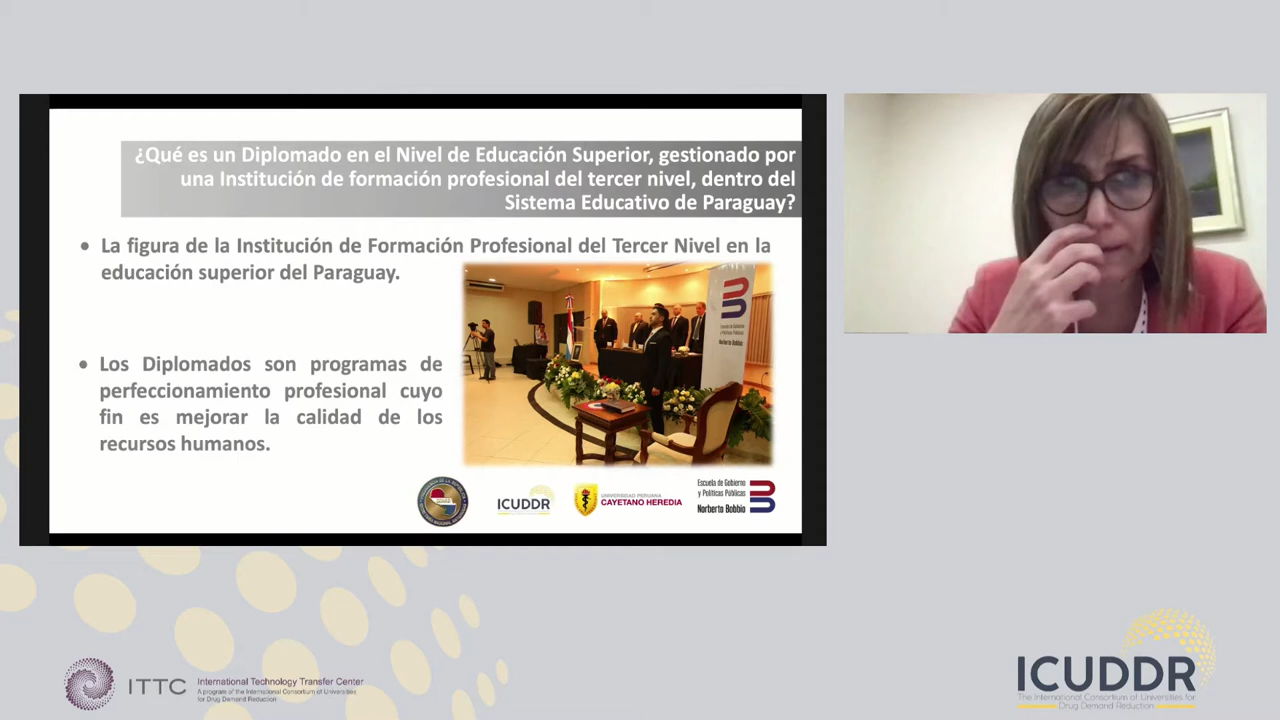 ¿Qué es un Diplomado en el Nivel de Educación Superior, gestionado por
una Institución de formación profesional del tercer nivel, dentro del
Sistema Educativo de Paraguay?
• La figura de la Institución de Formación Profesional del Tercer Nivel en la
educación superior del Paraguay.
• Los Diplomados son programas de
perfeccionamiento profesional cuyo
fin es mejorar la calidad de los
recursos humanos.
Norberto Bobbio
ICUDDR
UNIVERSIDAD PERUANA
CAYETANO HEREDIA
Escuela de Gobierno
y Políticas Públicas
Norberto Bobbio
ITTC
International Technology Transfer Center
A program of the International Consortium of Universities
for Drug Demand Reduction
ICUDDR
The International Consortium of Universities for
Drug Demand Reduction